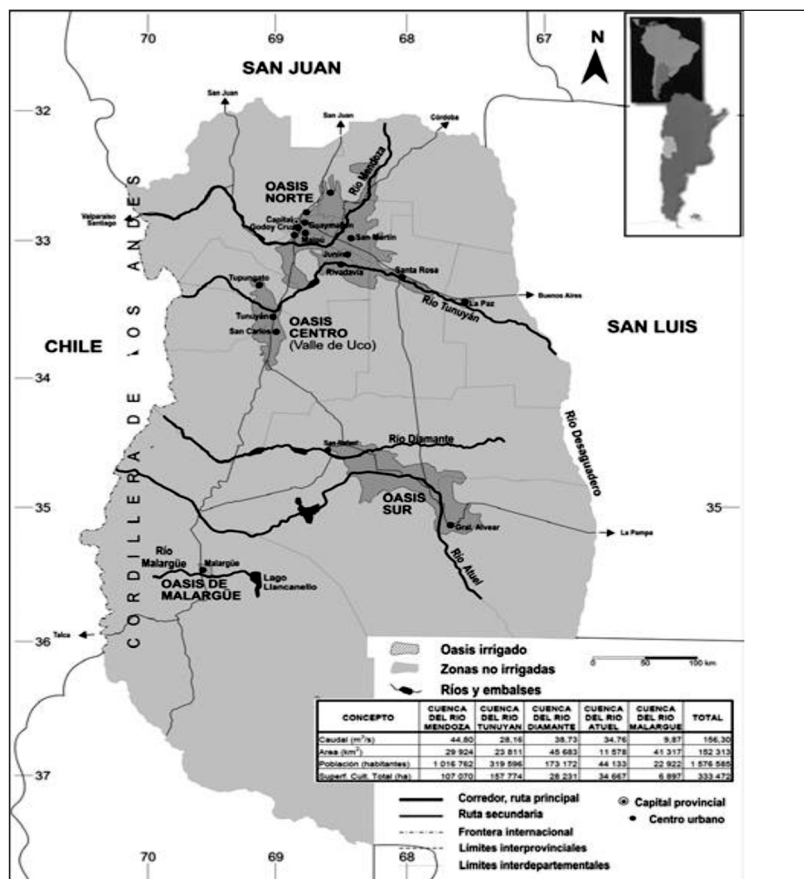 70
69
68
67
N
SAN JUAN
32
San Juan
San Juan
Córdoba
OASIS
NORTE
Río Mendoza
Capital
Guaymallén
Godoy Cruz
Maipú
San Martín
Valparaíso
Santiago
33
Junín
Rivadavia
Santa Rosa
Tupungato
La Paz
Buenos Aires
Río Tunuyán
Tunuyán
OASIS
CENTRO
(Valle de Uco)
San Carlos
CHILE
SAN LUIS
CORDILLERA DE LOS ANDES
34
34
Río Diamante
San Rafael
Río Desaguadero
35
35
OASIS
SUR
Gral. Alvear
La Pampa
Río Atuel
Río
Malargüe
Malargüe
OASIS DE
MALARGÜE
Lago
Llancanello
Talca
36
Oasis irrigado
Zonas no irrigadas
Ríos y embalses
0 50 100 km
CONCEPTO CUENCA DEL RIO MENDOZA CUENCA DEL RIO TUNUYAN CUENCA DEL RIO DIAMANTE CUENCA DEL RIO ATUEL CUENCA DEL RIO MALARGUE TOTAL
Caudal (m³/s) 44,80 28,16 38,73 34,76 9,87 156,30
Area (km²) 29 924 23 811 45 683 11 578 41 317 152 313
Población (habitantes) 1 016 762 319 596 173 172 44 133 22 922 1 576 585
Superf. Cult. Total (ha) 107 070 157 774 28 231 34 667 6 897 333 472
37
Corredor, ruta principal
Ruta secundaria
Frontera internacional
Límites interprovinciales
Límites interdepartementales
Capital provincial
Centro urbano
70
69
68
67